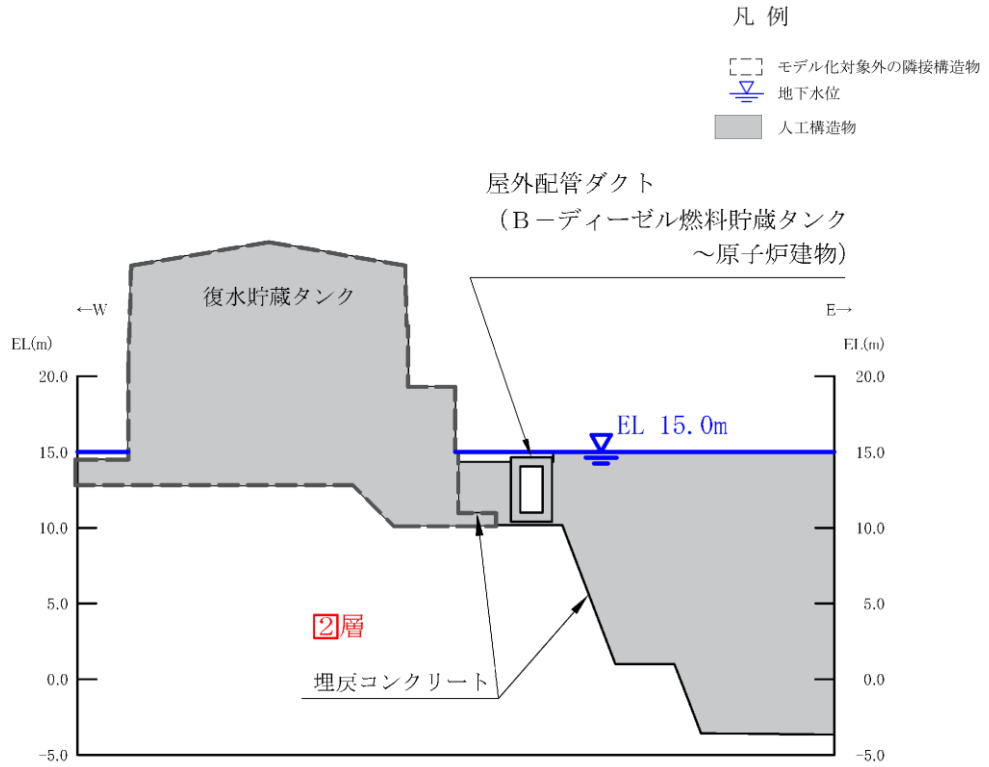 凡 例
モデル化対象外の隣接構造物
地下水位
人工構造物
屋外配管ダクト
（B－ディーゼル燃料貯蔵タンク
～原子炉建物）
復水貯蔵タンク
←W
E→
EL(m)
EL(m)
20.0
20.0
EL 15.0m
15.0
15.0
10.0
10.0
5.0
5.0
②層
埋戻コンクリート
0.0
0.0
-5.0
-5.0